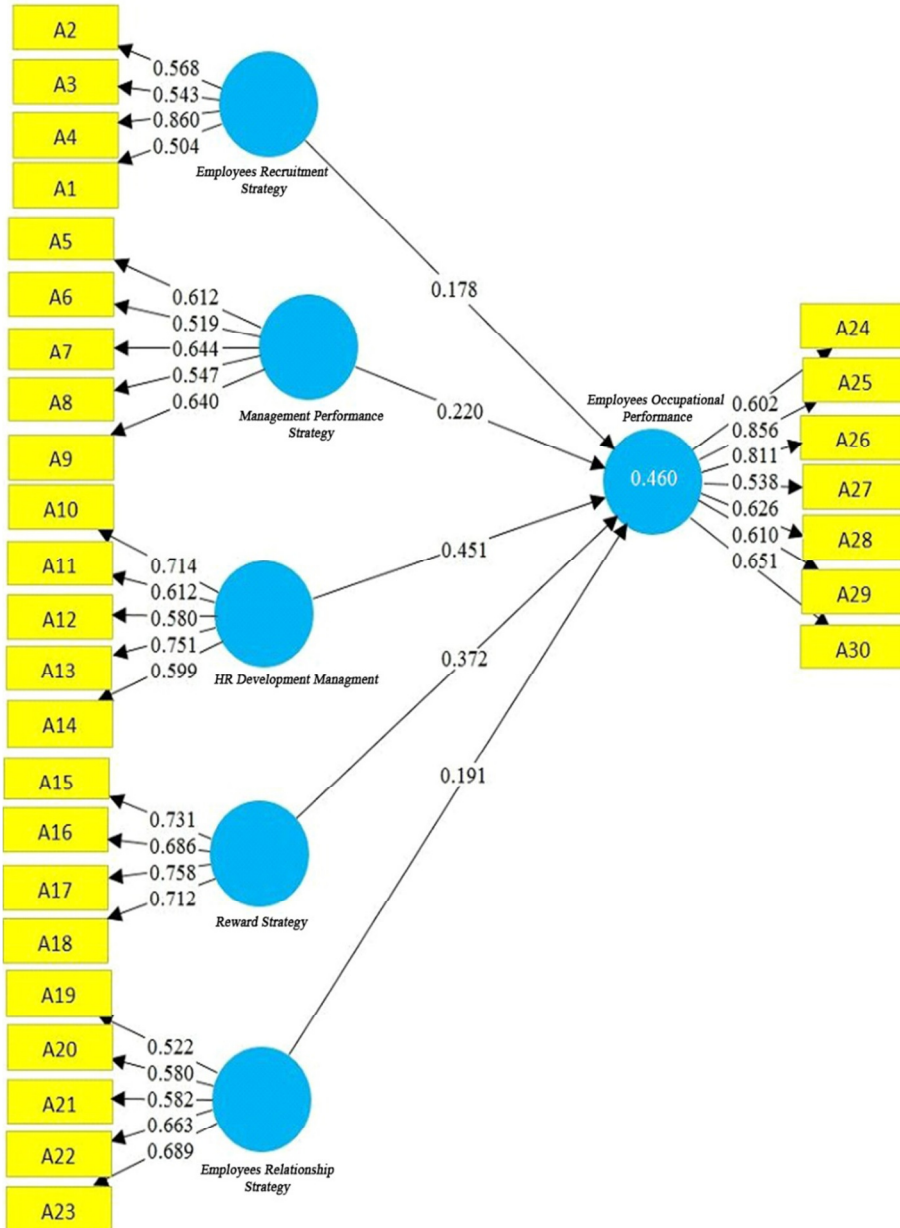 A2
A3
A4
A1
0.568
0.543
0.860
0.504
Employees Recruitment
Strategy
A5
A6
A7
A8
A9
0.612
0.519
0.644
0.547
0.640
Management Performance
Strategy
A10
A11
A12
A13
A14
0.714
0.612
0.580
0.751
0.599
HR Development Managment
A15
A16
A17
A18
0.731
0.686
0.758
0.712
Reward Strategy
A19
A20
A21
A22
A23
0.522
0.580
0.582
0.663
0.689
Employees Relationship
Strategy
0.178
0.220
0.451
0.372
0.191
Employees Occupational
Performance
0.460
0.602
0.856
0.811
0.538
0.626
0.610
0.651
A24
A25
A26
A27
A28
A29
A30